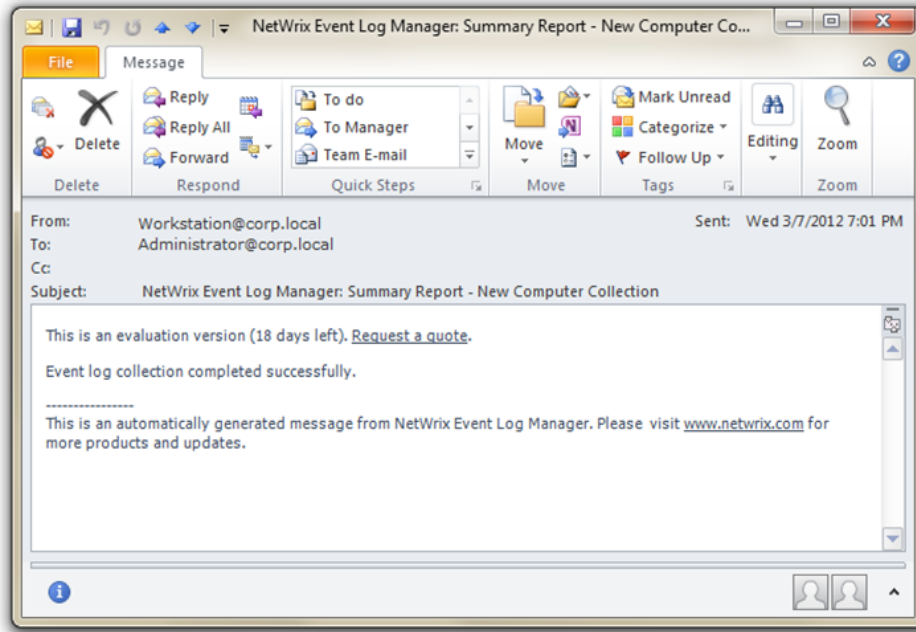 NetWrix Event Log Manager: Summary Report - New Computer Co...
File Message
Reply To do Mark Unread
Reply All To Manager Categorize
Delete Forward Team E-mail Move Follow Up Editing Zoom
Delete Respond Quick Steps Move Tags Zoom
From: Workstation@corp.local Sent: Wed 3/7/2012 7:01 PM
To: Administrator@corp.local
Cc:
Subject: NetWrix Event Log Manager: Summary Report - New Computer Collection
This is an evaluation version (18 days left). Request a quote.
Event log collection completed successfully.
----------------
This is an automatically generated message from NetWrix Event Log Manager. Please visit www.netwrix.com for
more products and updates.